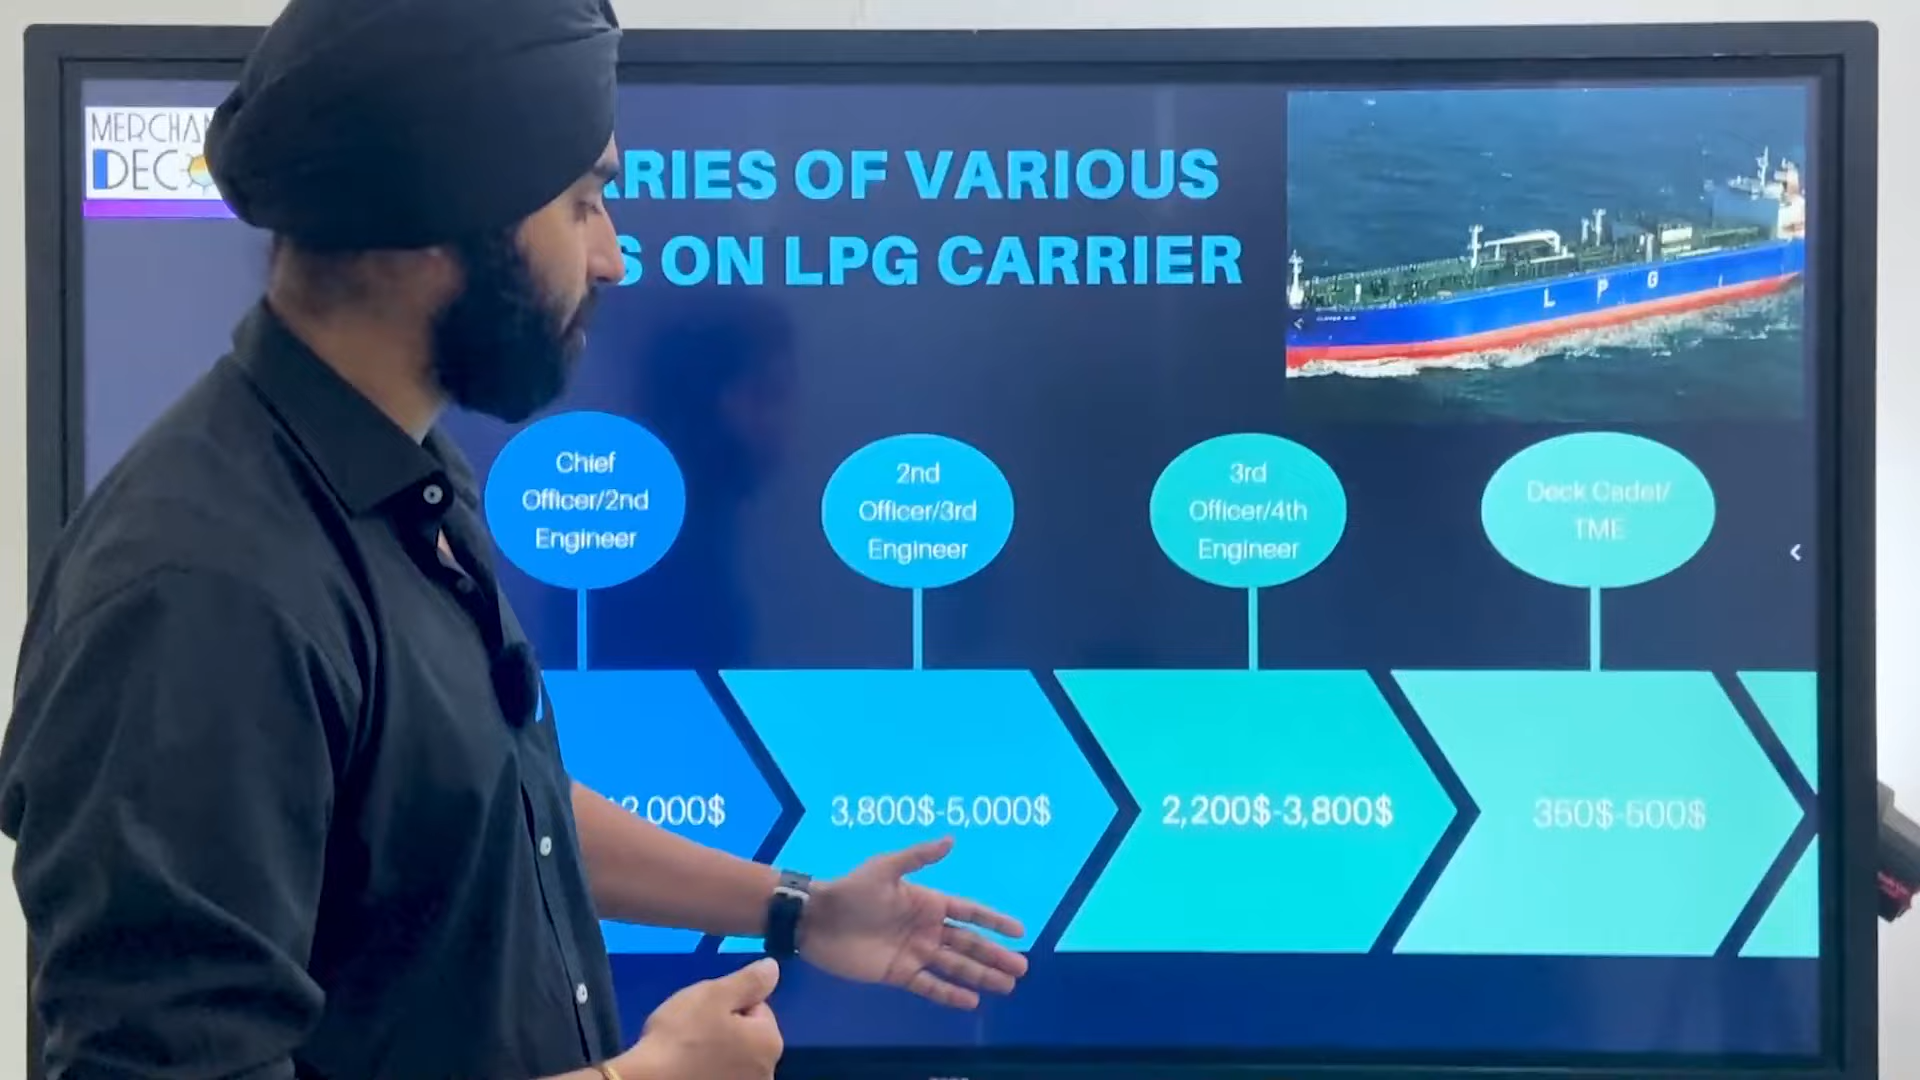 MERCHAN
DEC
ARIES OF VARIOUS
S ON LPG CARRIER
L P G
Chief
Officer/2nd
Engineer
2nd
Officer/3rd
Engineer
3rd
Officer/4th
Engineer
Deck Cadet/
TME
2,000$
3,800$-5,000$
2,200$-3,800$
350$-500$